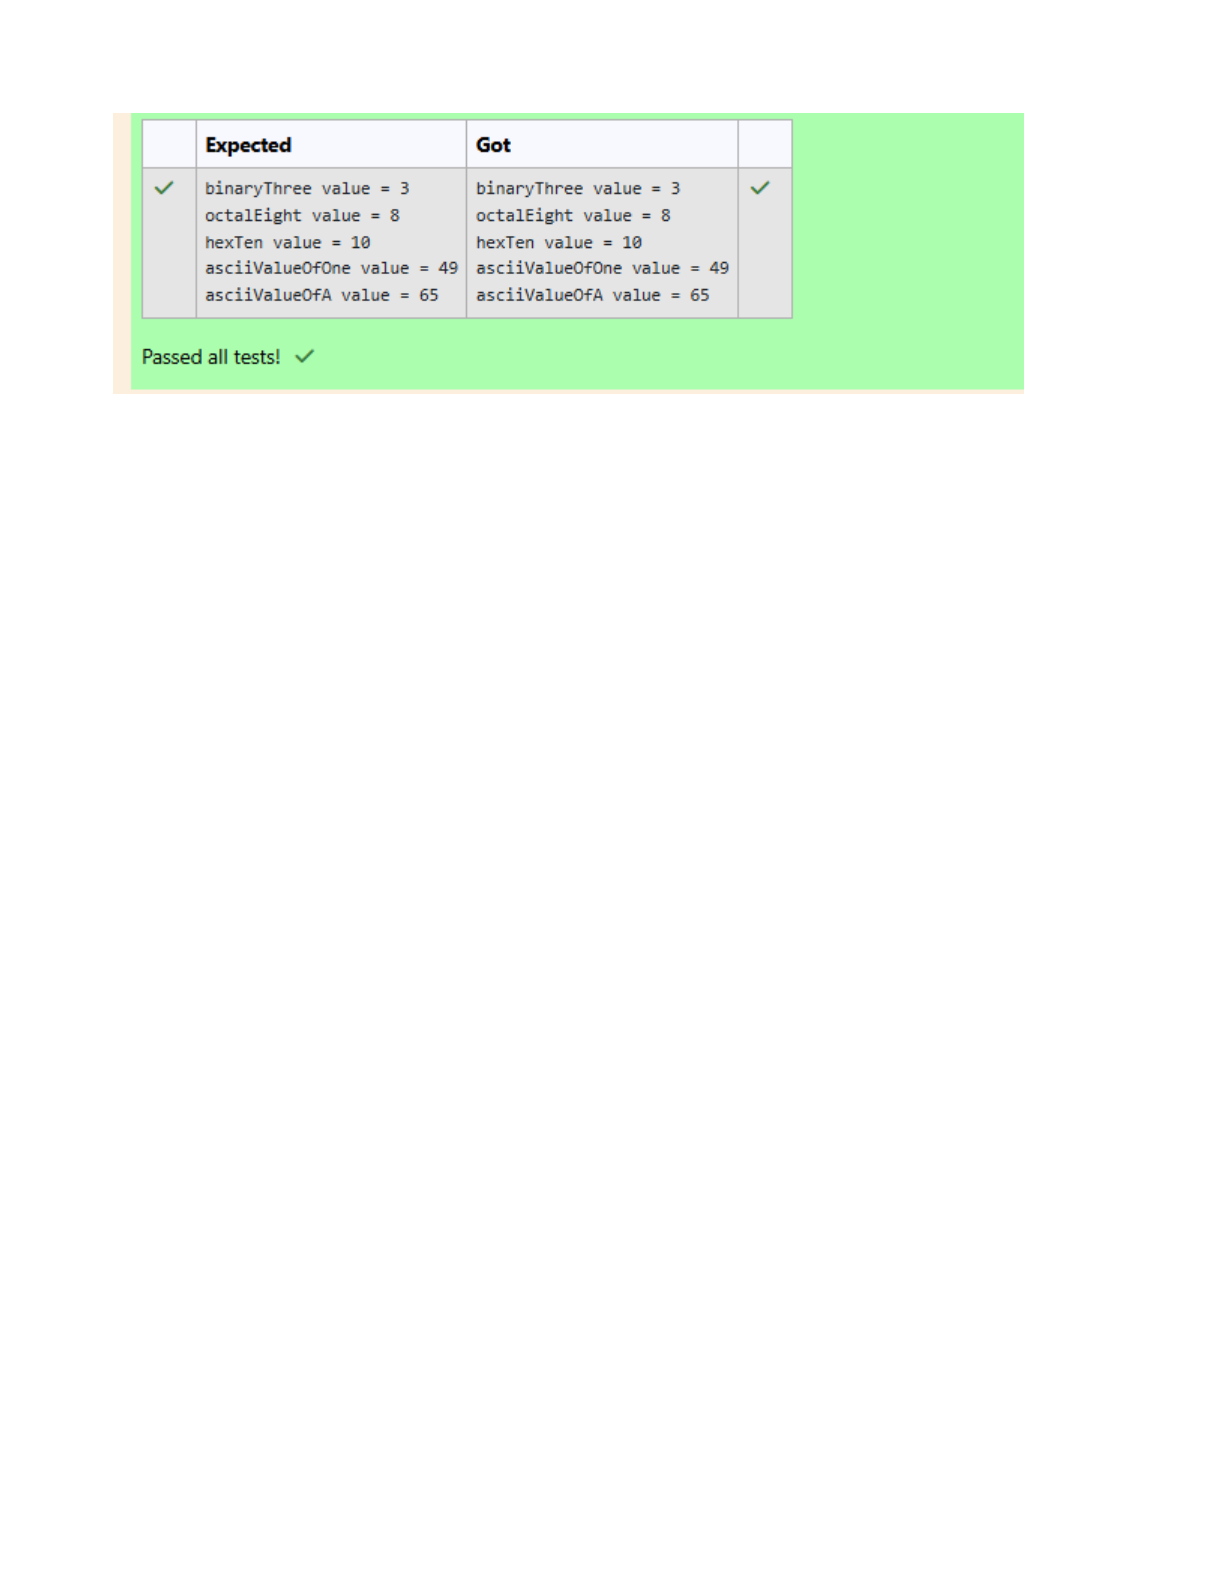 Expected Got
binaryThree value = 3 binaryThree value = 3
octalEight value = 8 octalEight value = 8
hexTen value = 10 hexTen value = 10
asciiValueOfOne value = 49 asciiValueOfOne value = 49
asciiValueOfA value = 65 asciiValueOfA value = 65
Passed all tests!